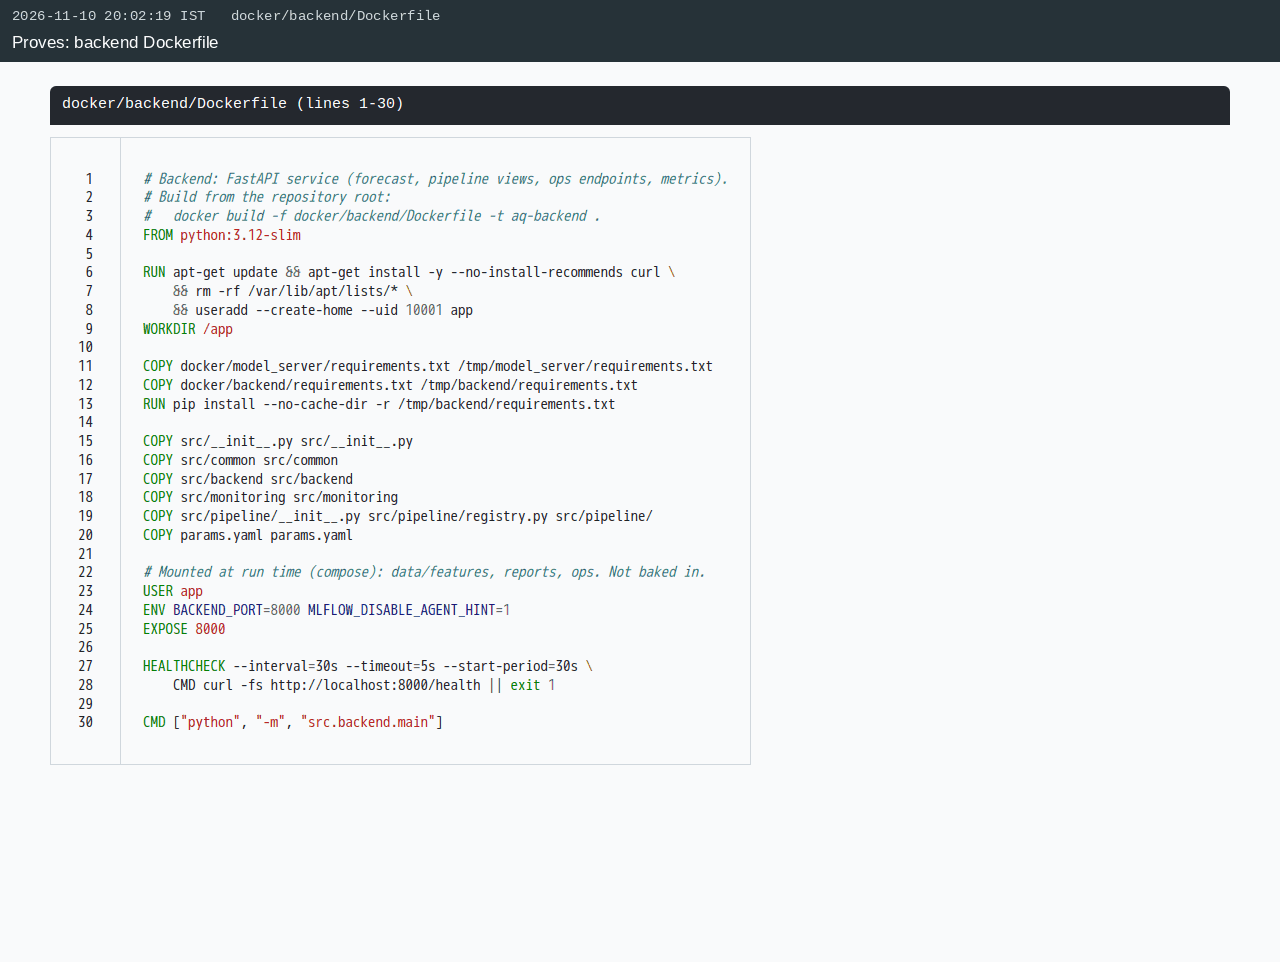 2026-11-10 20:02:19 IST   docker/backend/Dockerfile
Proves: backend Dockerfile
docker/backend/Dockerfile (lines 1-30)
1 # Backend: FastAPI service (forecast, pipeline views, ops endpoints, metrics).
2 # Build from the repository root:
3 #   docker build -f docker/backend/Dockerfile -t aq-backend .
4 FROM python:3.12-slim
5
6 RUN apt-get update && apt-get install -y --no-install-recommends curl \
7     && rm -rf /var/lib/apt/lists/* \
8     && useradd --create-home --uid 10001 app
9 WORKDIR /app
10
11 COPY docker/model_server/requirements.txt /tmp/model_server/requirements.txt
12 COPY docker/backend/requirements.txt /tmp/backend/requirements.txt
13 RUN pip install --no-cache-dir -r /tmp/backend/requirements.txt
14
15 COPY src/__init__.py src/__init__.py
16 COPY src/common src/common
17 COPY src/backend src/backend
18 COPY src/monitoring src/monitoring
19 COPY src/pipeline/__init__.py src/pipeline/registry.py src/pipeline/
20 COPY params.yaml params.yaml
21
22 # Mounted at run time (compose): data/features, reports, ops. Not baked in.
23 USER app
24 ENV BACKEND_PORT=8000 MLFLOW_DISABLE_AGENT_HINT=1
25 EXPOSE 8000
26
27 HEALTHCHECK --interval=30s --timeout=5s --start-period=30s \
28     CMD curl -fs http://localhost:8000/health || exit 1
29
30 CMD ["python", "-m", "src.backend.main"]